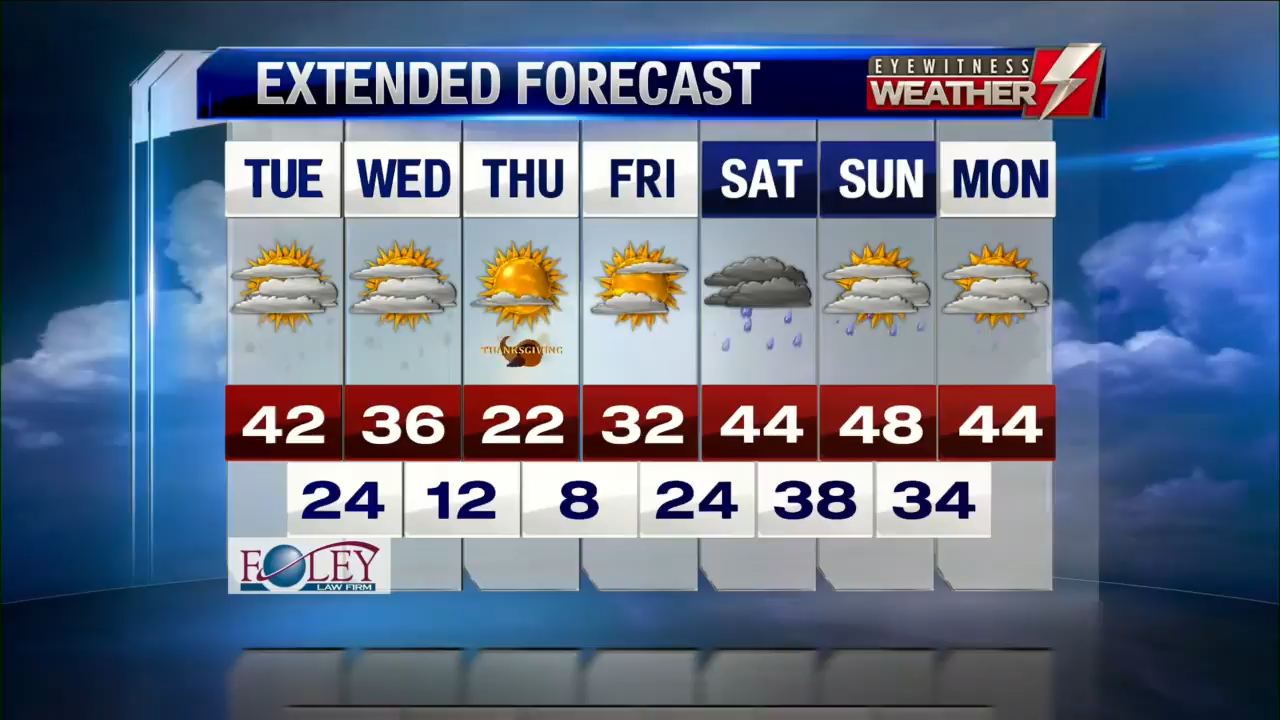 EXTENDED FORECAST
EYEWITNESS
WEATHER
TUE WED THU FRI SAT SUN MON
THANKSGIVING
42 36 22 32 44 48 44
24 12 8 24 38 34
FOLEY
LAW FIRM